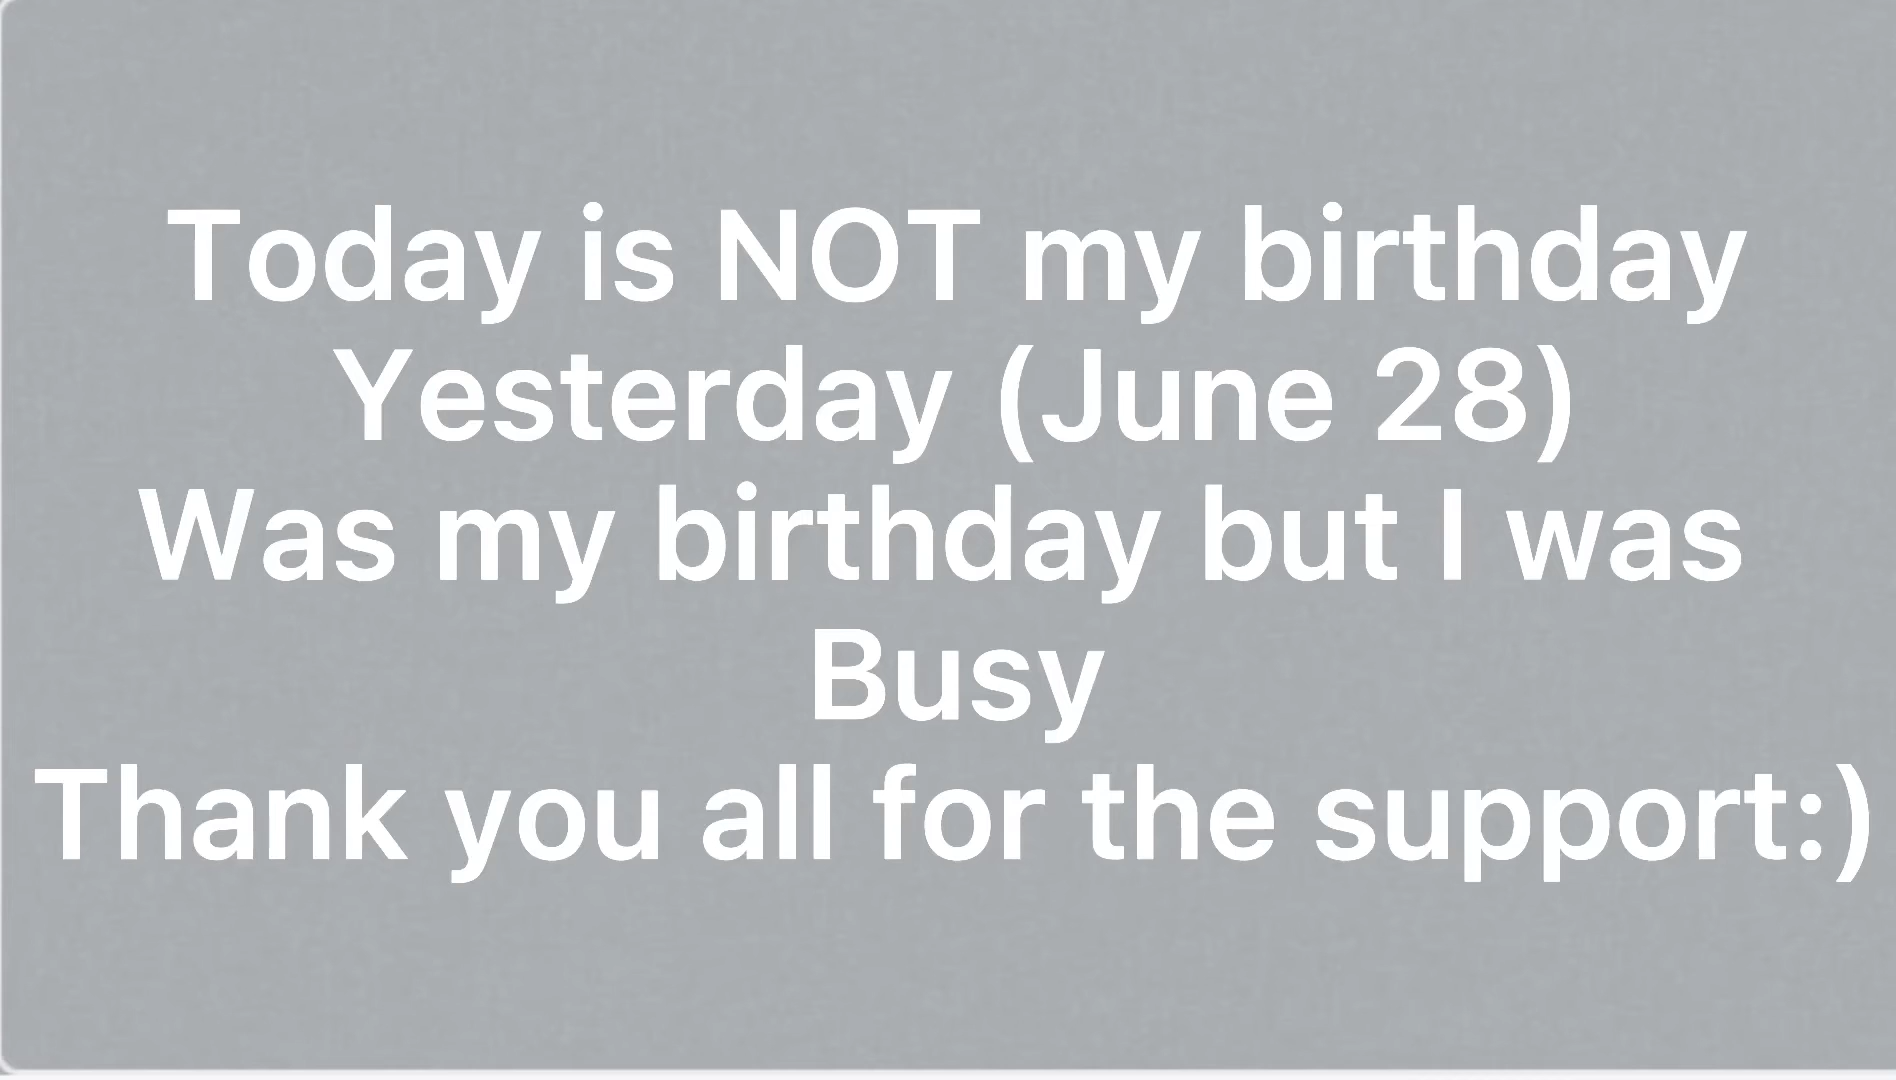 Today is NOT my birthday
Yesterday (June 28)
Was my birthday but I was
Busy
Thank you all for the support:)